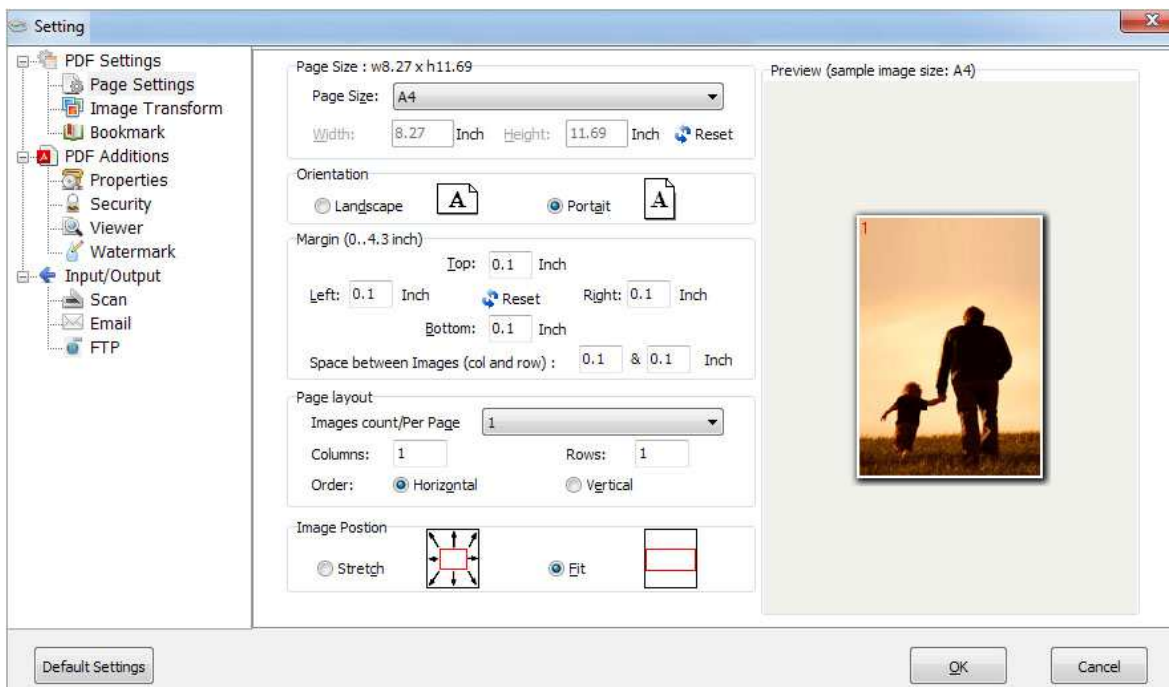 Setting
PDF Settings
Page Settings
Image Transform
Bookmark
PDF Additions
Properties
Security
Viewer
Watermark
Input/Output
Scan
Email
FTP
Page Size : w8.27 x h11.69
Page Size: A4
Width: 8.27 Inch Height: 11.69 Inch Reset
Orientation
Landscape A Portait A
Margin (0..4.3 inch)
Top: 0.1 Inch
Left: 0.1 Inch Reset Right: 0.1 Inch
Bottom: 0.1 Inch
Space between Images (col and row) : 0.1 & 0.1 Inch
Page layout
Images count/Per Page 1
Columns: 1 Rows: 1
Order: Horizontal Vertical
Image Postion
Stretch Fit
Preview (sample image size: A4)
1
Default Settings OK Cancel